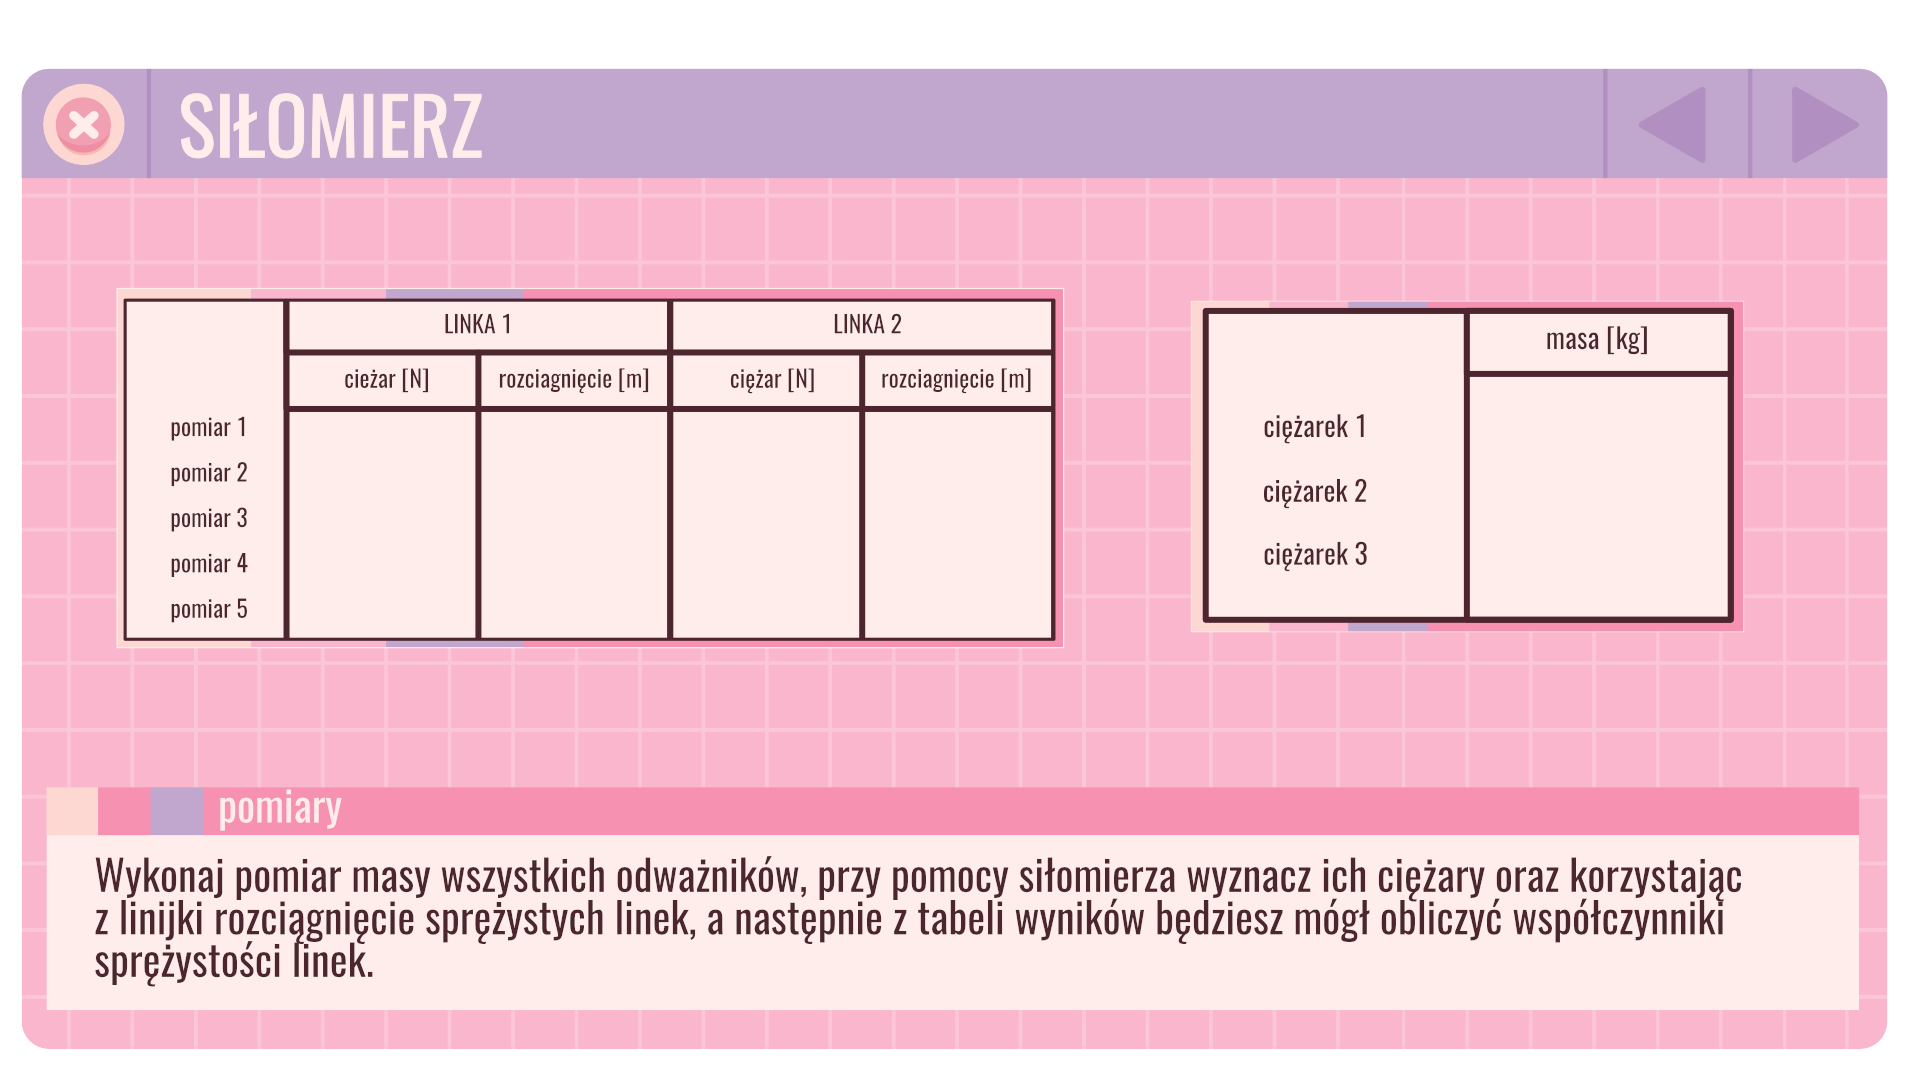 SIŁOMIERZ
LINKA 1 LINKA 2
cieżar [N] rozciagnięcie [m] ciężar [N] rozciagnięcie [m]
pomiar 1
pomiar 2
pomiar 3
pomiar 4
pomiar 5
masa [kg]
ciężarek 1
ciężarek 2
ciężarek 3
pomiary
Wykonaj pomiar masy wszystkich odważników, przy pomocy siłomierza wyznacz ich ciężary oraz korzystając
z linijki rozciągnięcie sprężystych linek, a następnie z tabeli wyników będziesz mógł obliczyć współczynniki
sprężystości linek.